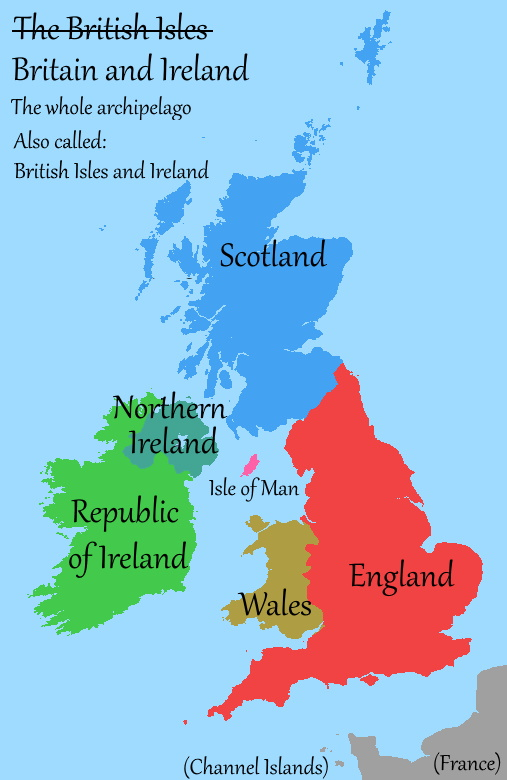 The British Isles
Britain and Ireland
The whole archipelago
Also called:
British Isles and Ireland
Scotland
Northern
Ireland
Isle of Man
Republic
of Ireland
England
Wales
(Channel Islands)
(France)